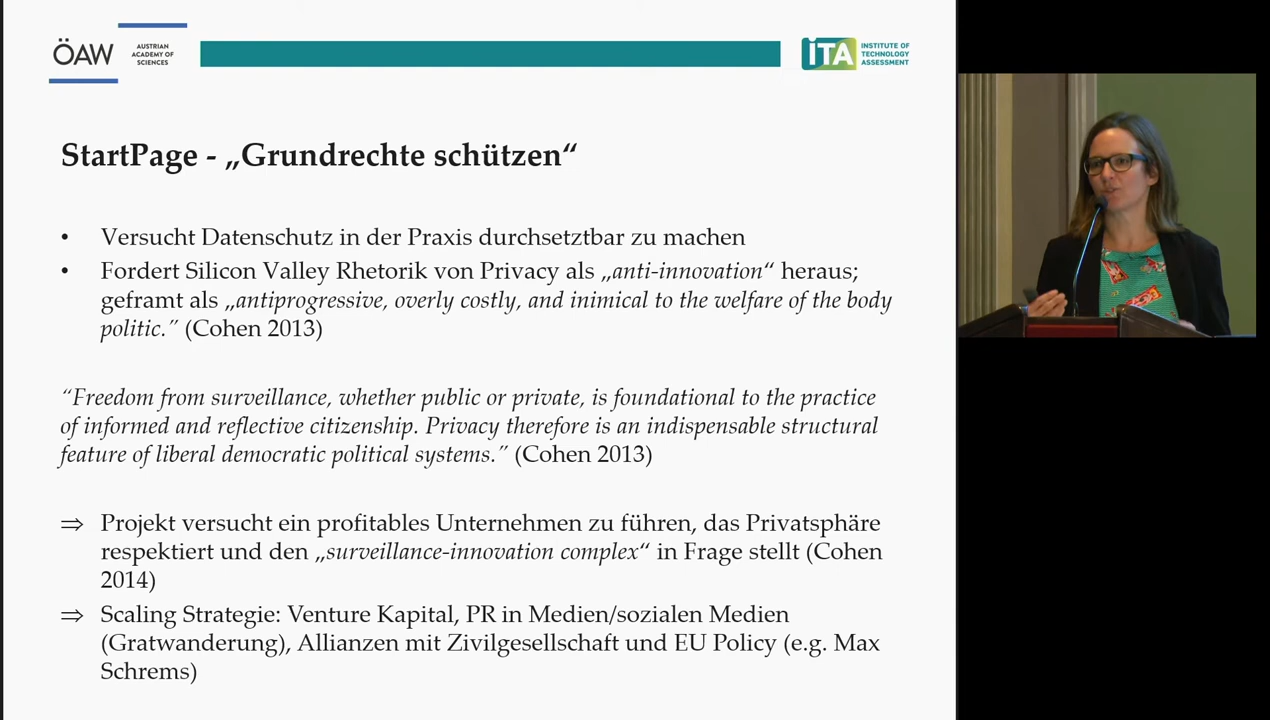 ÖAW
AUSTRIAN
ACADEMY OF
SCIENCES
ITA
INSTITUTE OF
TECHNOLOGY
ASSESSMENT
StartPage - „Grundrechte schützen“
• Versucht Datenschutz in der Praxis durchsetztbar zu machen
• Fordert Silicon Valley Rhetorik von Privacy als „anti-innovation“ heraus;
geframt als „antiprogressive, overly costly, and inimical to the welfare of the body
politic.” (Cohen 2013)
“Freedom from surveillance, whether public or private, is foundational to the practice
of informed and reflective citizenship. Privacy therefore is an indispensable structural
feature of liberal democratic political systems.” (Cohen 2013)
⇒ Projekt versucht ein profitables Unternehmen zu führen, das Privatsphäre
respektiert und den „surveillance-innovation complex“ in Frage stellt (Cohen
2014)
⇒ Scaling Strategie: Venture Kapital, PR in Medien/sozialen Medien
(Gratwanderung), Allianzen mit Zivilgesellschaft und EU Policy (e.g. Max
Schrems)